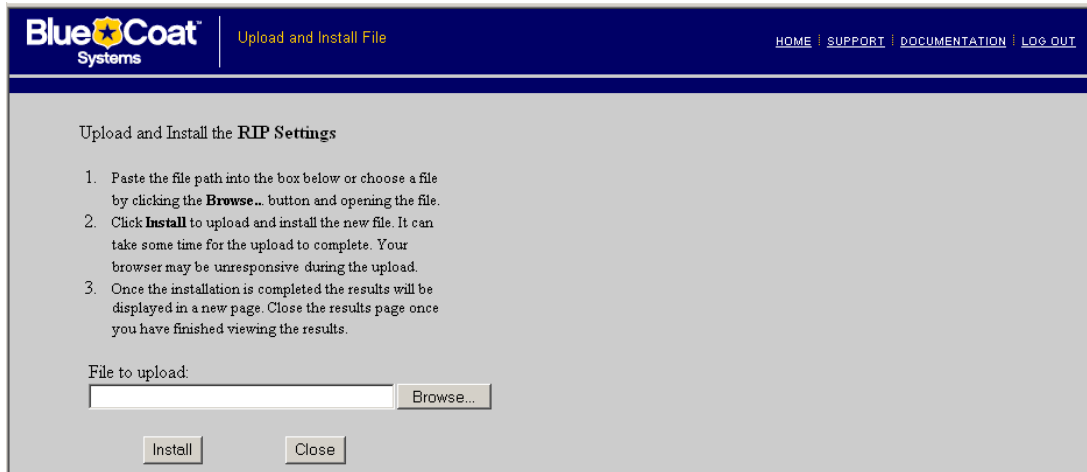 Blue Coat™
Systems
Upload and Install File
HOME | SUPPORT | DOCUMENTATION | LOG OUT
Upload and Install the RIP Settings
1. Paste the file path into the box below or choose a file
by clicking the Browse... button and opening the file.
2. Click Install to upload and install the new file. It can
take some time for the upload to complete. Your
browser may be unresponsive during the upload.
3. Once the installation is completed the results will be
displayed in a new page. Close the results page once
you have finished viewing the results.
File to upload:
Browse...
Install Close